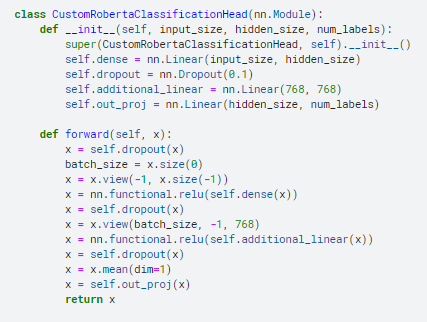 class CustomRobertaClassificationHead(nn.Module):
    def __init__(self, input_size, hidden_size, num_labels):
        super(CustomRobertaClassificationHead, self).__init__()
        self.dense = nn.Linear(input_size, hidden_size)
        self.dropout = nn.Dropout(0.1)
        self.additional_linear = nn.Linear(768, 768)
        self.out_proj = nn.Linear(hidden_size, num_labels)

    def forward(self, x):
        x = self.dropout(x)
        batch_size = x.size(0)
        x = x.view(-1, x.size(-1))
        x = nn.functional.relu(self.dense(x))
        x = self.dropout(x)
        x = x.view(batch_size, -1, 768)
        x = nn.functional.relu(self.additional_linear(x))
        x = self.dropout(x)
        x = x.mean(dim=1)
        x = self.out_proj(x)
        return x